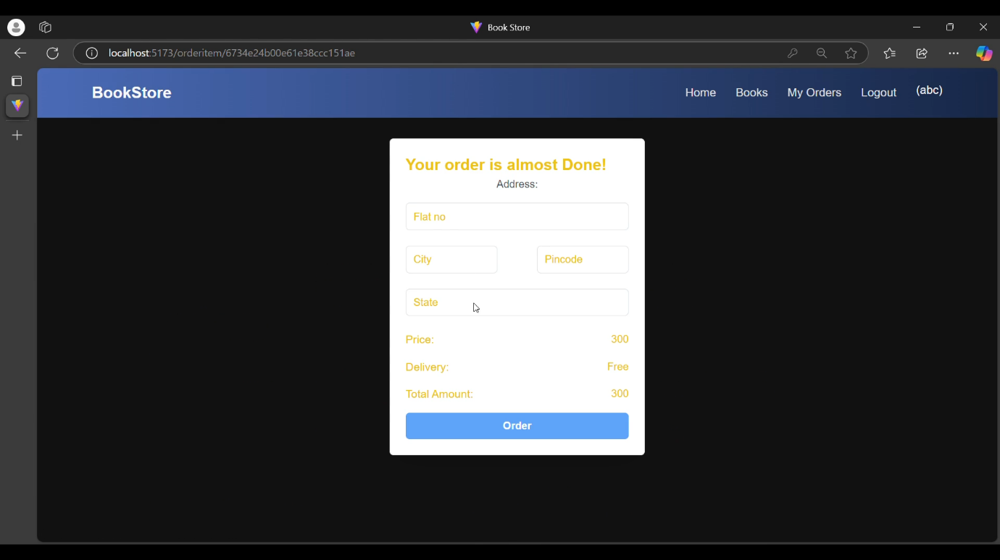 Book Store
localhost:5173/orderitem/6734e24b00e61e38ccc151ae
BookStore Home Books My Orders Logout (abc)
Your order is almost Done!
Address:
Flat no
City Pincode
State
Price: 300
Delivery: Free
Total Amount: 300
Order